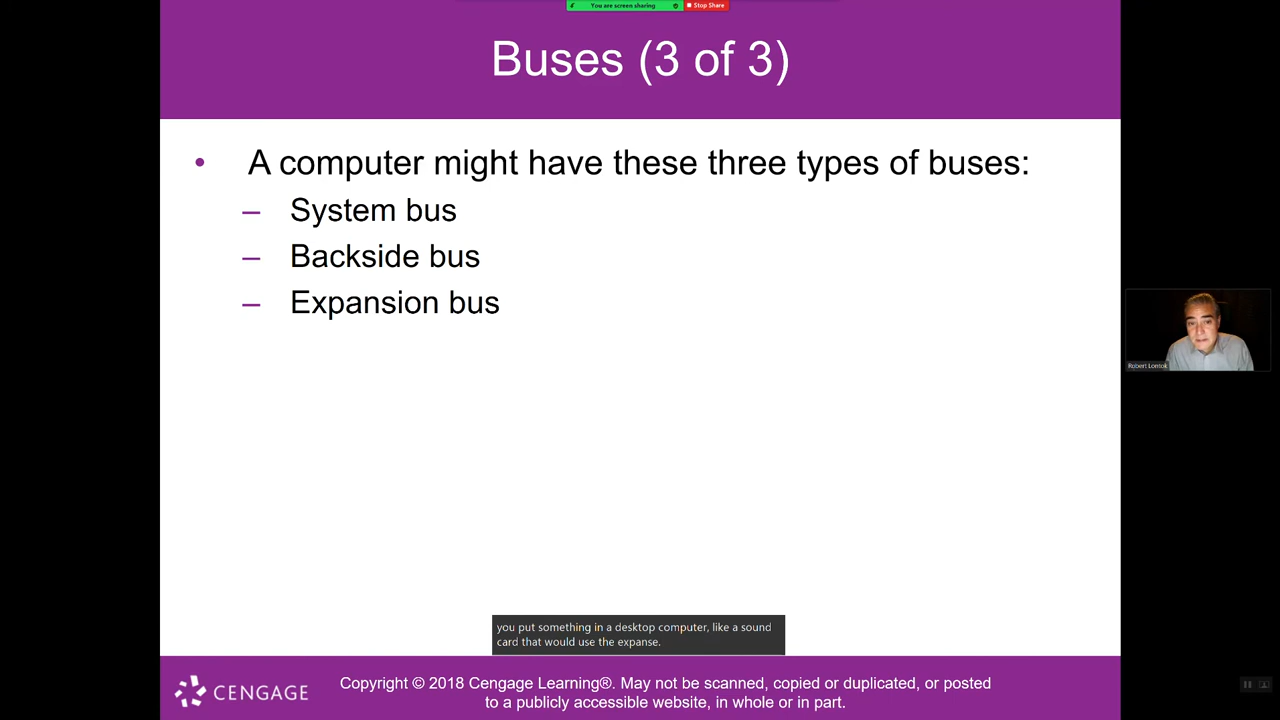 You are screen sharing Stop Share
Buses (3 of 3)
• A computer might have these three types of buses:
– System bus
– Backside bus
– Expansion bus
Robert Lomok
you put something in a desktop computer, like a sound
card that would use the expanse.
CENGAGE
Copyright © 2018 Cengage Learning®. May not be scanned, copied or duplicated, or posted
to a publicly accessible website, in whole or in part.